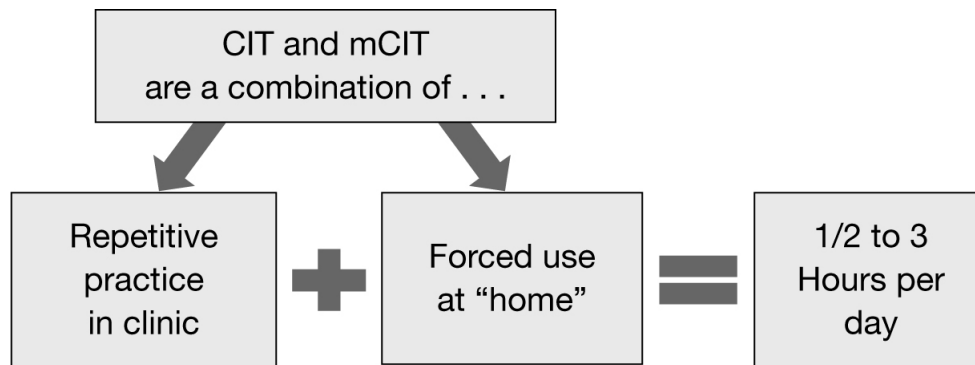 CIT and mCIT
are a combination of . . .
Repetitive
practice
in clinic
Forced use
at “home”
1/2 to 3
Hours per
day